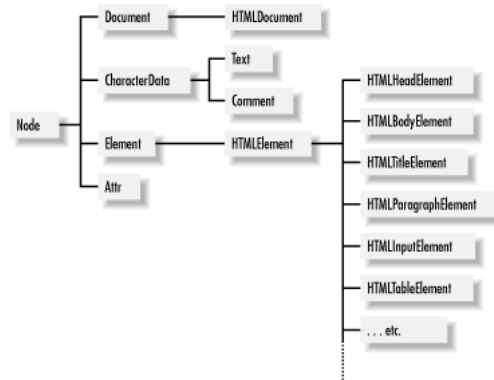 Document
HTMLDocument
CharacterData
Text
Comment
Node
Element
HTMLElement
Attr
HTMLHeadElement
HTMLBodyElement
HTMLTitleElement
HTMLParagraphElement
HTMLInputElement
HTMLTableElement
. . . etc.